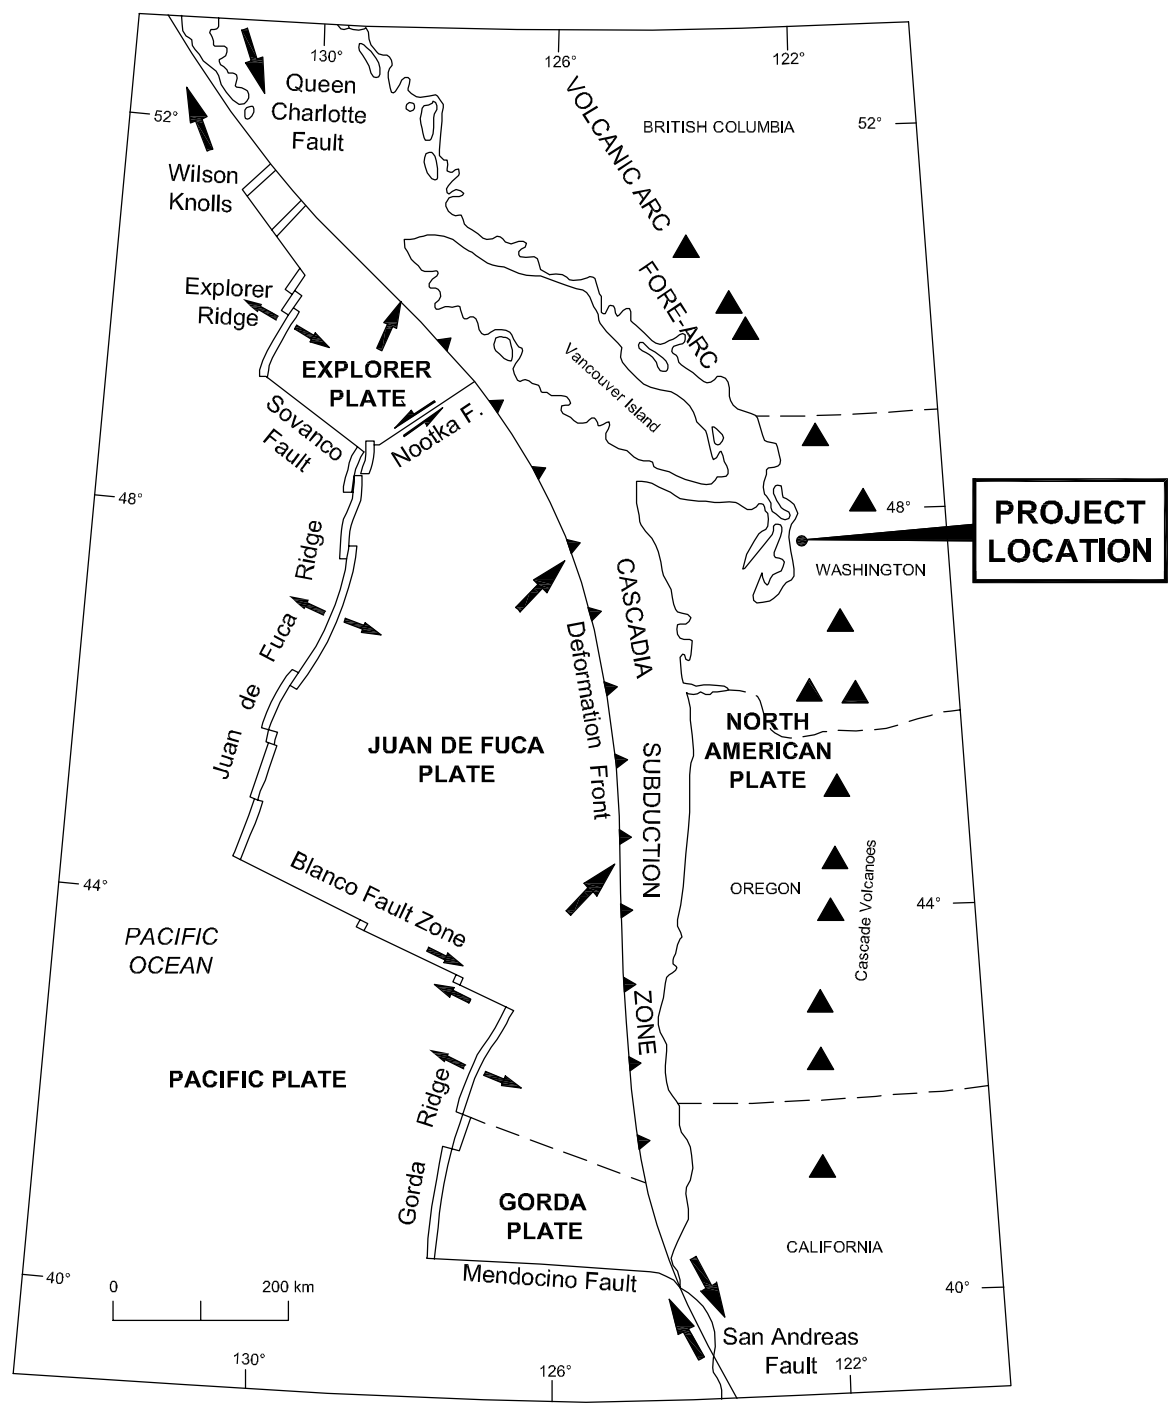 130°
126°
122°
Queen
Charlotte
Fault
52°
VOLCANIC ARC
BRITISH COLUMBIA
52°
Wilson
Knolls
FORE-ARC
Explorer
Ridge
EXPLORER
PLATE
Vancouver Island
Sovanco
Fault
Nootka F.
48°
48°
PROJECT
LOCATION
WASHINGTON
Juan de Fuca Ridge
Deformation Front
CASCADIA SUBDUCTION ZONE
JUAN DE FUCA
PLATE
NORTH
AMERICAN
PLATE
Blanco Fault Zone
44°
OREGON
Cascade Volcanoes
44°
PACIFIC
OCEAN
PACIFIC PLATE
Gorda Ridge
GORDA
PLATE
CALIFORNIA
Mendocino Fault
40°
40°
0
200 km
San Andreas
Fault
130°
126°
122°